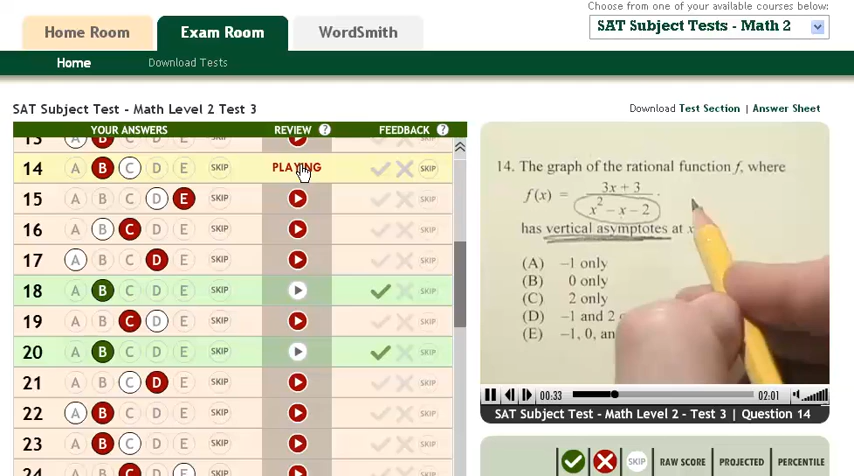 Choose from one of your available courses below:
Home Room
Exam Room
WordSmith
SAT Subject Tests - Math 2
Home
Download Tests
SAT Subject Test - Math Level 2 Test 3
Download Test Section | Answer Sheet
YOUR ANSWERS REVIEW ? FEEDBACK ?
13 A B C D E SKIP
14 A B C D E SKIP PLAYING SKIP
15 A B C D E SKIP SKIP
16 A B C D E SKIP SKIP
17 A B C D E SKIP SKIP
18 A B C D E SKIP SKIP
19 A B C D E SKIP SKIP
20 A B C D E SKIP SKIP
21 A B C D E SKIP SKIP
22 A B C D E SKIP SKIP
23 A B C D E SKIP SKIP
24 A B C D E SKIP SKIP
14. The graph of the rational function f, where
f(x) = 3x + 3 / x² − x − 2 .
has vertical asymptotes at x
(A) −1 only
(B) 0 only
(C) 2 only
(D) −1 and 2
(E) −1, 0,
00:33 02:01
SAT Subject Test - Math Level 2 - Test 3 | Question 14
SKIP RAW SCORE PROJECTED PERCENTILE